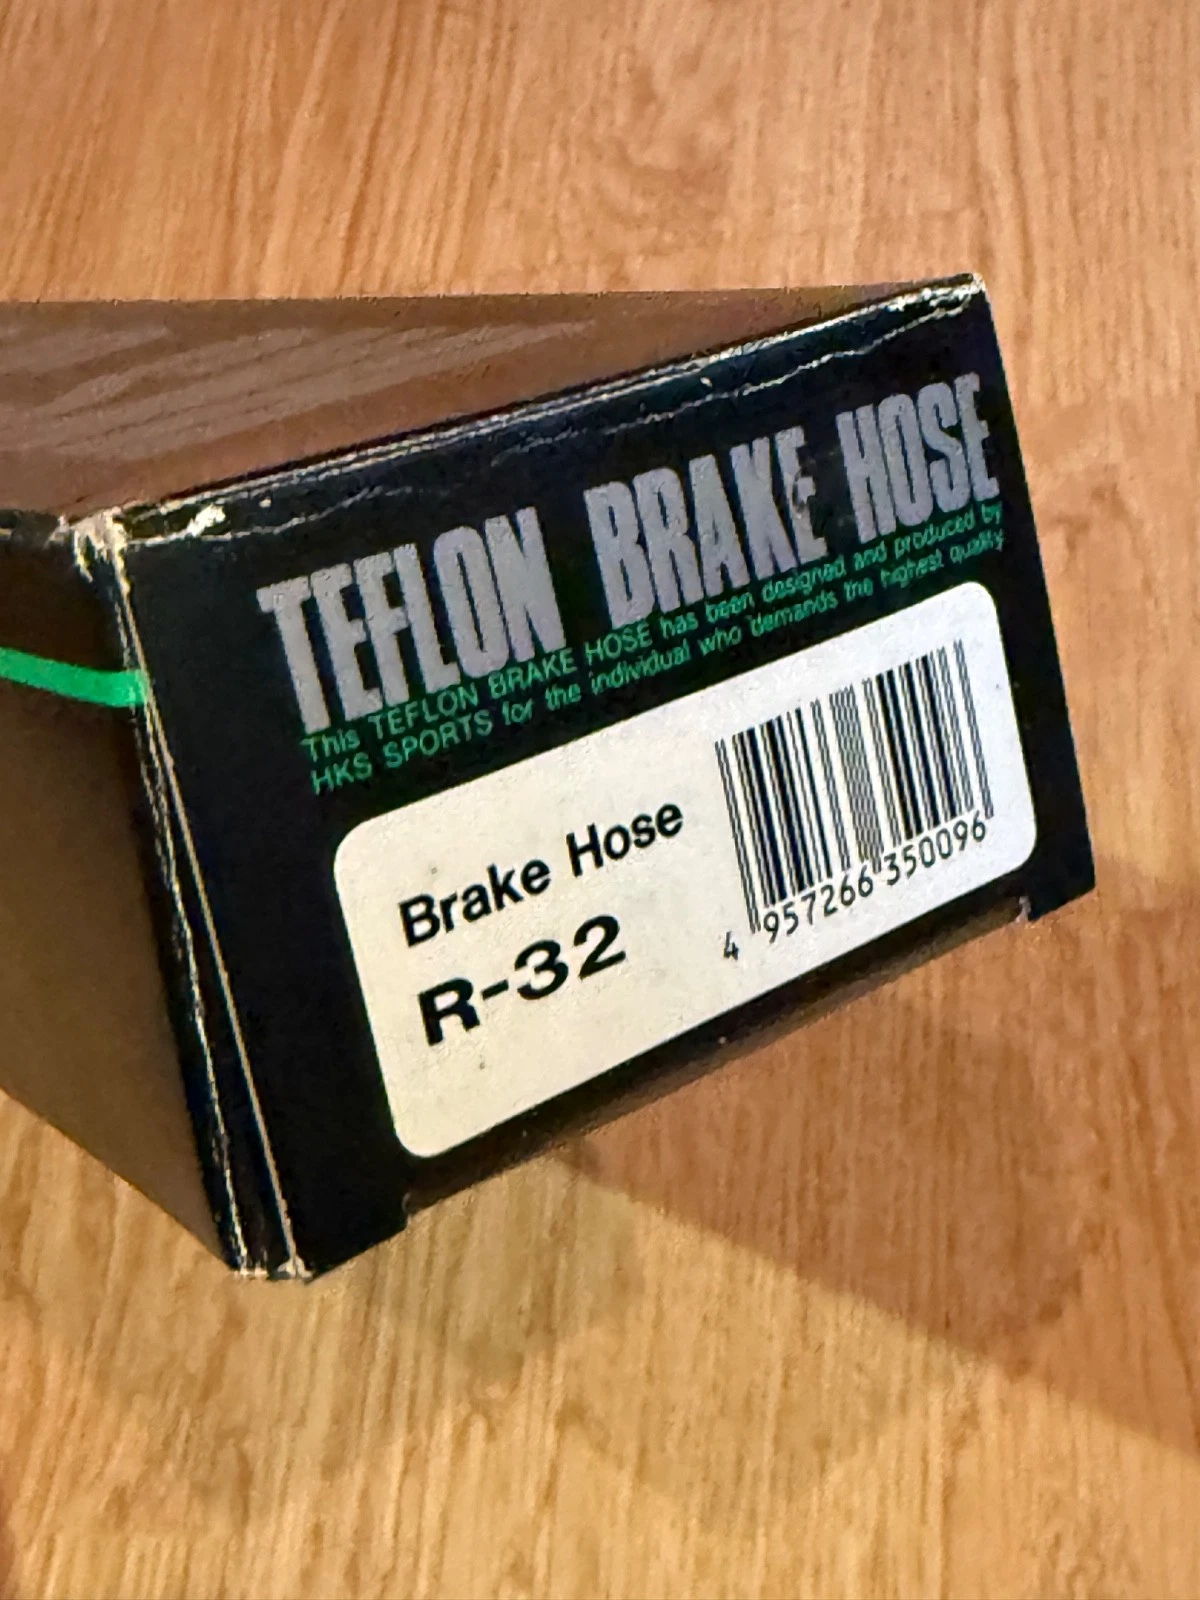 TEFLON BRAKE HOSE
This TEFLON BRAKE HOSE has been designed and produced by
HKS SPORTS for the individual who demands the highest quality
Brake Hose
R-32
4 957266 350096